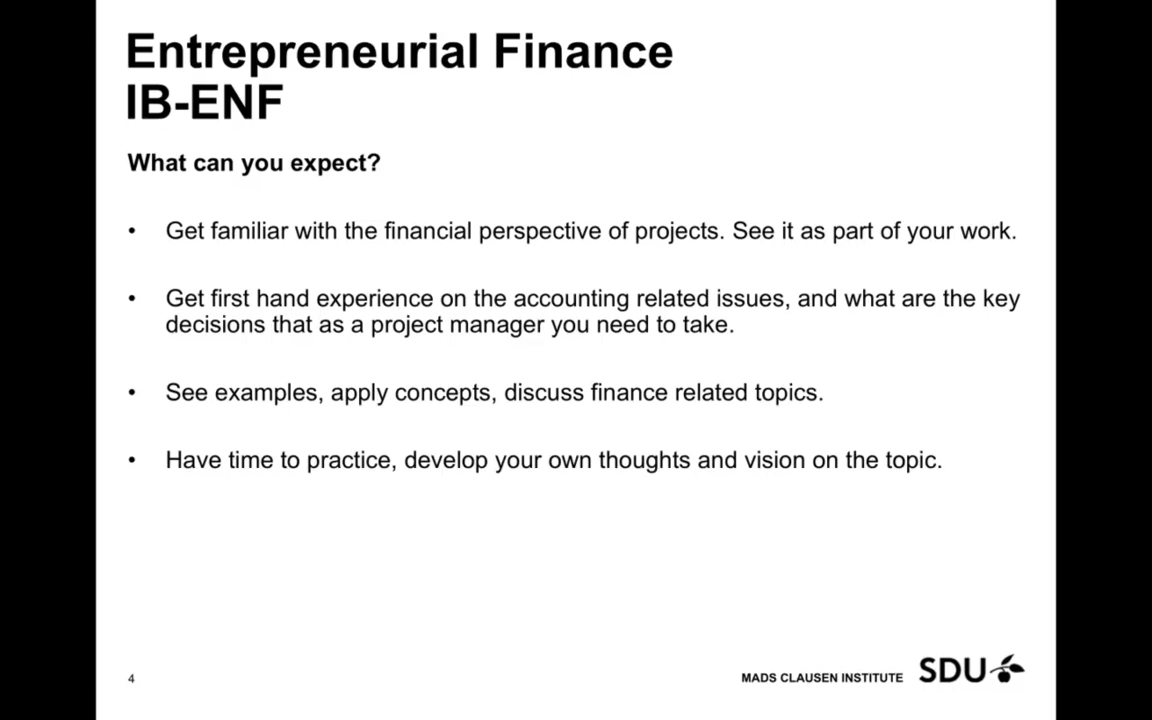 Entrepreneurial Finance
IB-ENF
What can you expect?
• Get familiar with the financial perspective of projects. See it as part of your work.
• Get first hand experience on the accounting related issues, and what are the key
decisions that as a project manager you need to take.
• See examples, apply concepts, discuss finance related topics.
• Have time to practice, develop your own thoughts and vision on the topic.
4
MADS CLAUSEN INSTITUTE SDU